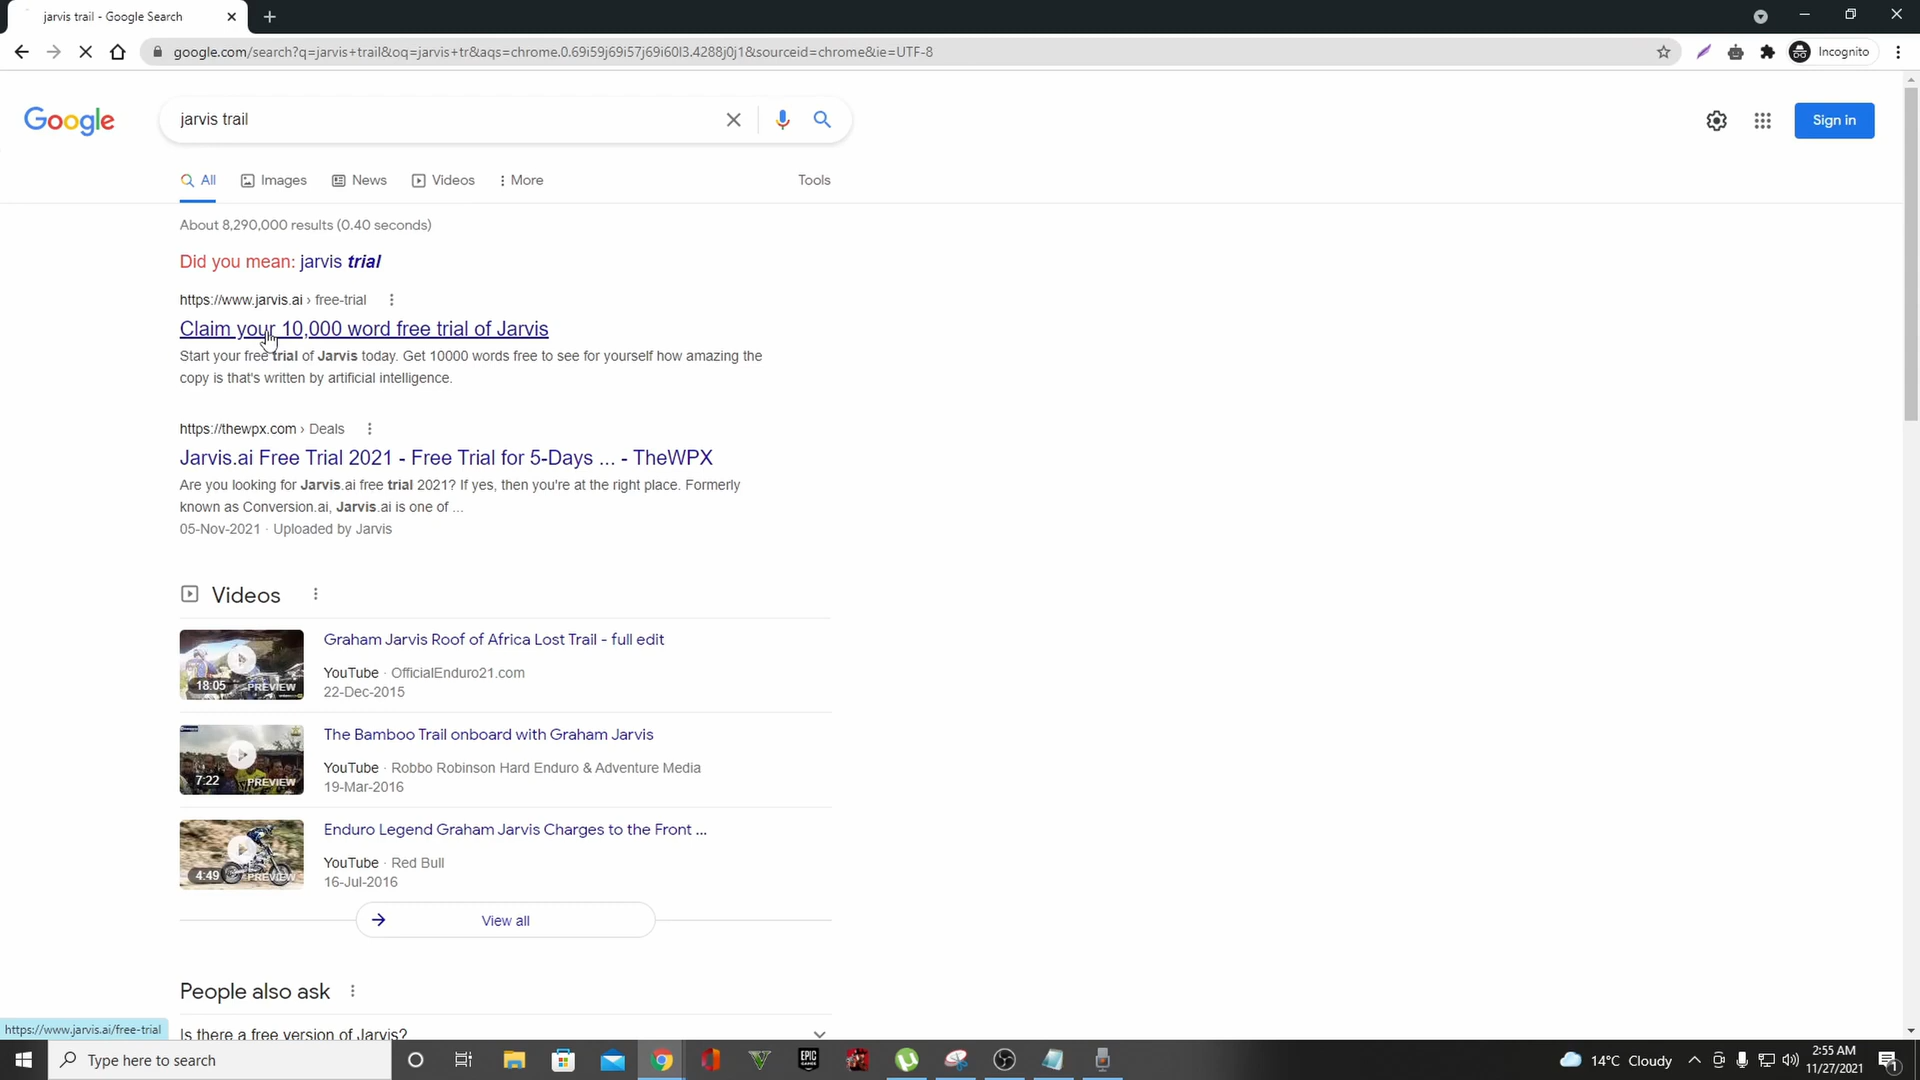 jarvis trail - Google Search
google.com/search?q=jarvis+trail&oq=jarvis+tr&aqs=chrome.0.69i59j69i57j69i60l3.4288j0j1&sourceid=chrome&ie=UTF-8
Incognito
Google
jarvis trail
Sign in
All
Images
News
Videos
More
Tools
About 8,290,000 results (0.40 seconds)
Did you mean: jarvis trial
https://www.jarvis.ai › free-trial
Claim your 10,000 word free trial of Jarvis
Start your free trial of Jarvis today. Get 10000 words free to see for yourself how amazing the
copy is that's written by artificial intelligence.
https://thewpx.com › Deals
Jarvis.ai Free Trial 2021 - Free Trial for 5-Days ... - TheWPX
Are you looking for Jarvis.ai free trial 2021? If yes, then you're at the right place. Formerly
known as Conversion.ai, Jarvis.ai is one of ...
05-Nov-2021 · Uploaded by Jarvis
Videos
18:05
PREVIEW
Graham Jarvis Roof of Africa Lost Trail - full edit
YouTube · OfficialEnduro21.com
22-Dec-2015
7:22
PREVIEW
The Bamboo Trail onboard with Graham Jarvis
YouTube · Robbo Robinson Hard Enduro & Adventure Media
19-Mar-2016
4:49
PREVIEW
Enduro Legend Graham Jarvis Charges to the Front ...
YouTube · Red Bull
16-Jul-2016
View all
People also ask
Is there a free version of Jarvis?
https://www.jarvis.ai/free-trial
Type here to search
EPIC GAMES
14°C Cloudy
2:55 AM
11/27/2021
1